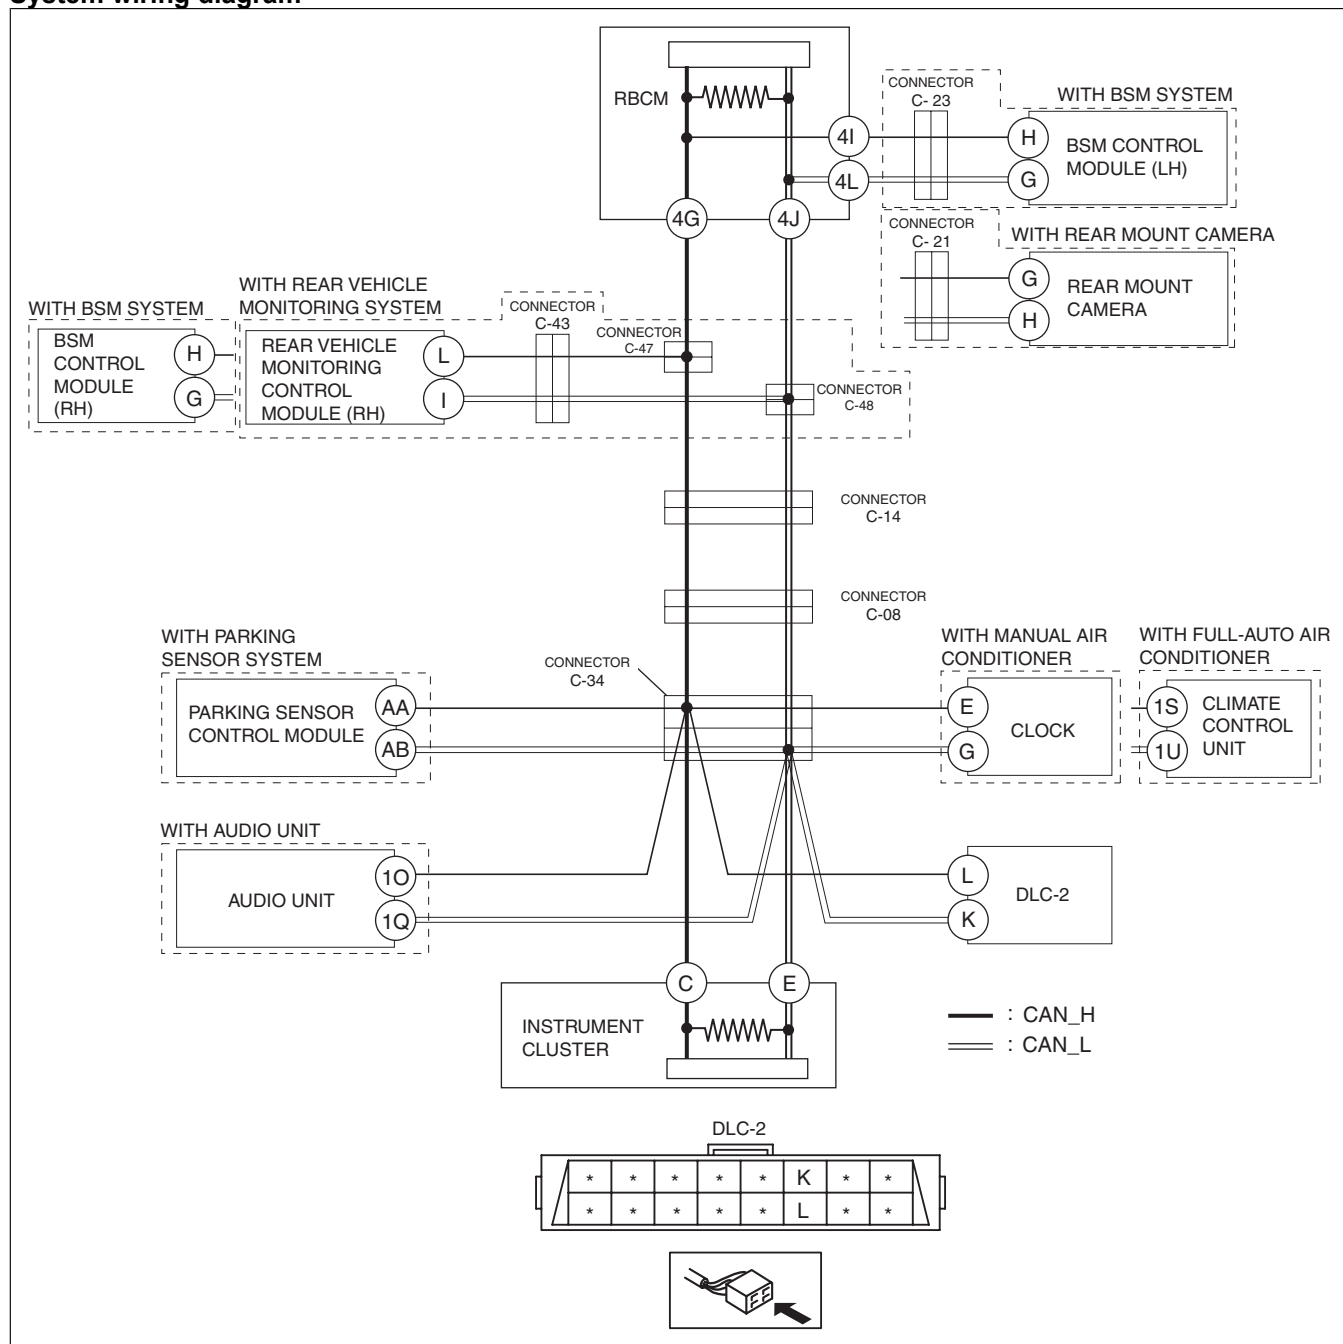 System wiring diagram
RBCM
4I
4L
4G
4J
CONNECTOR
C- 23
WITH BSM SYSTEM
H
G
BSM CONTROL
MODULE (LH)
CONNECTOR
C- 21
WITH REAR MOUNT CAMERA
G
H
REAR MOUNT
CAMERA
WITH BSM SYSTEM
BSM
CONTROL
MODULE
(RH)
H
G
WITH REAR VEHICLE
MONITORING SYSTEM
REAR VEHICLE
MONITORING
CONTROL
MODULE (RH)
L
I
CONNECTOR
C-43
CONNECTOR
C-47
CONNECTOR
C-48
CONNECTOR
C-14
CONNECTOR
C-08
WITH PARKING
SENSOR SYSTEM
PARKING SENSOR
CONTROL MODULE
AA
AB
CONNECTOR
C-34
WITH MANUAL AIR
CONDITIONER
E
G
CLOCK
WITH FULL-AUTO AIR
CONDITIONER
1S
1U
CLIMATE
CONTROL
UNIT
WITH AUDIO UNIT
AUDIO UNIT
1O
1Q
L
K
DLC-2
C
E
INSTRUMENT
CLUSTER
: CAN_H
: CAN_L
DLC-2
* * * * * K * *
* * * * * L * *